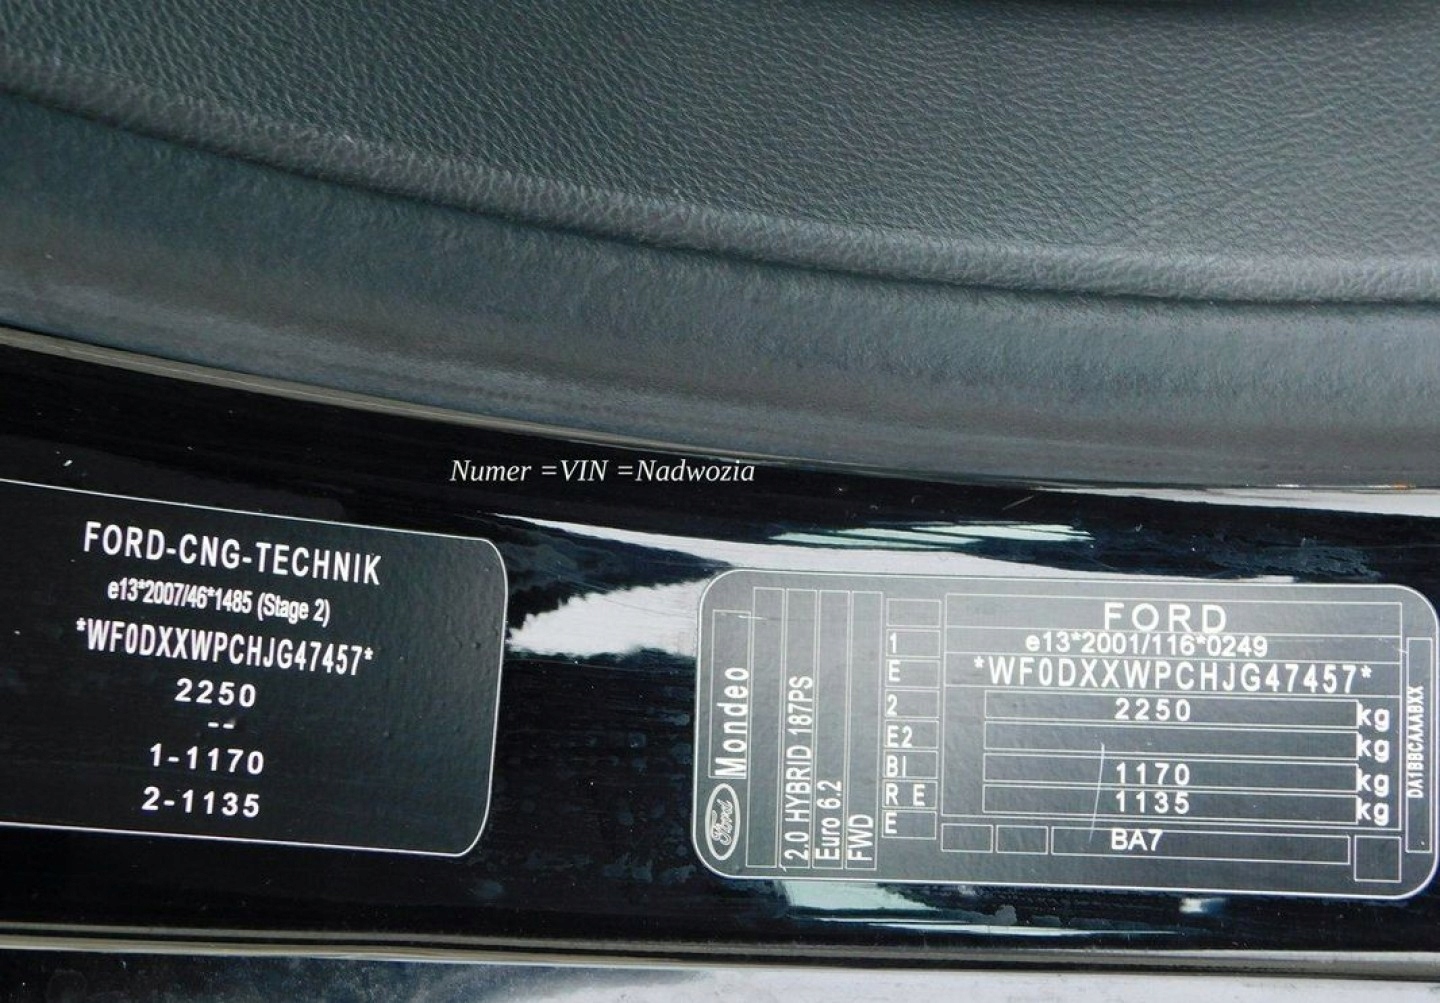 Numer =VIN =Nadwozia
FORD-CNG-TECHNIK
e13*2007/46*1485 (Stage 2)
*WF0DXXWPCHJG47457*
2250
--
1-1170
2-1135
Ford
Mondeo
2.0 HYBRID 187PS
Euro 6.2
FWD
1
E
2
E2
BI
R E
E
FORD
e13*2001/116*0249
*WF0DXXWPCHJG47457*
2250 kg
kg
1170 kg
1135 kg
BA7
DA1BBCAAABXX